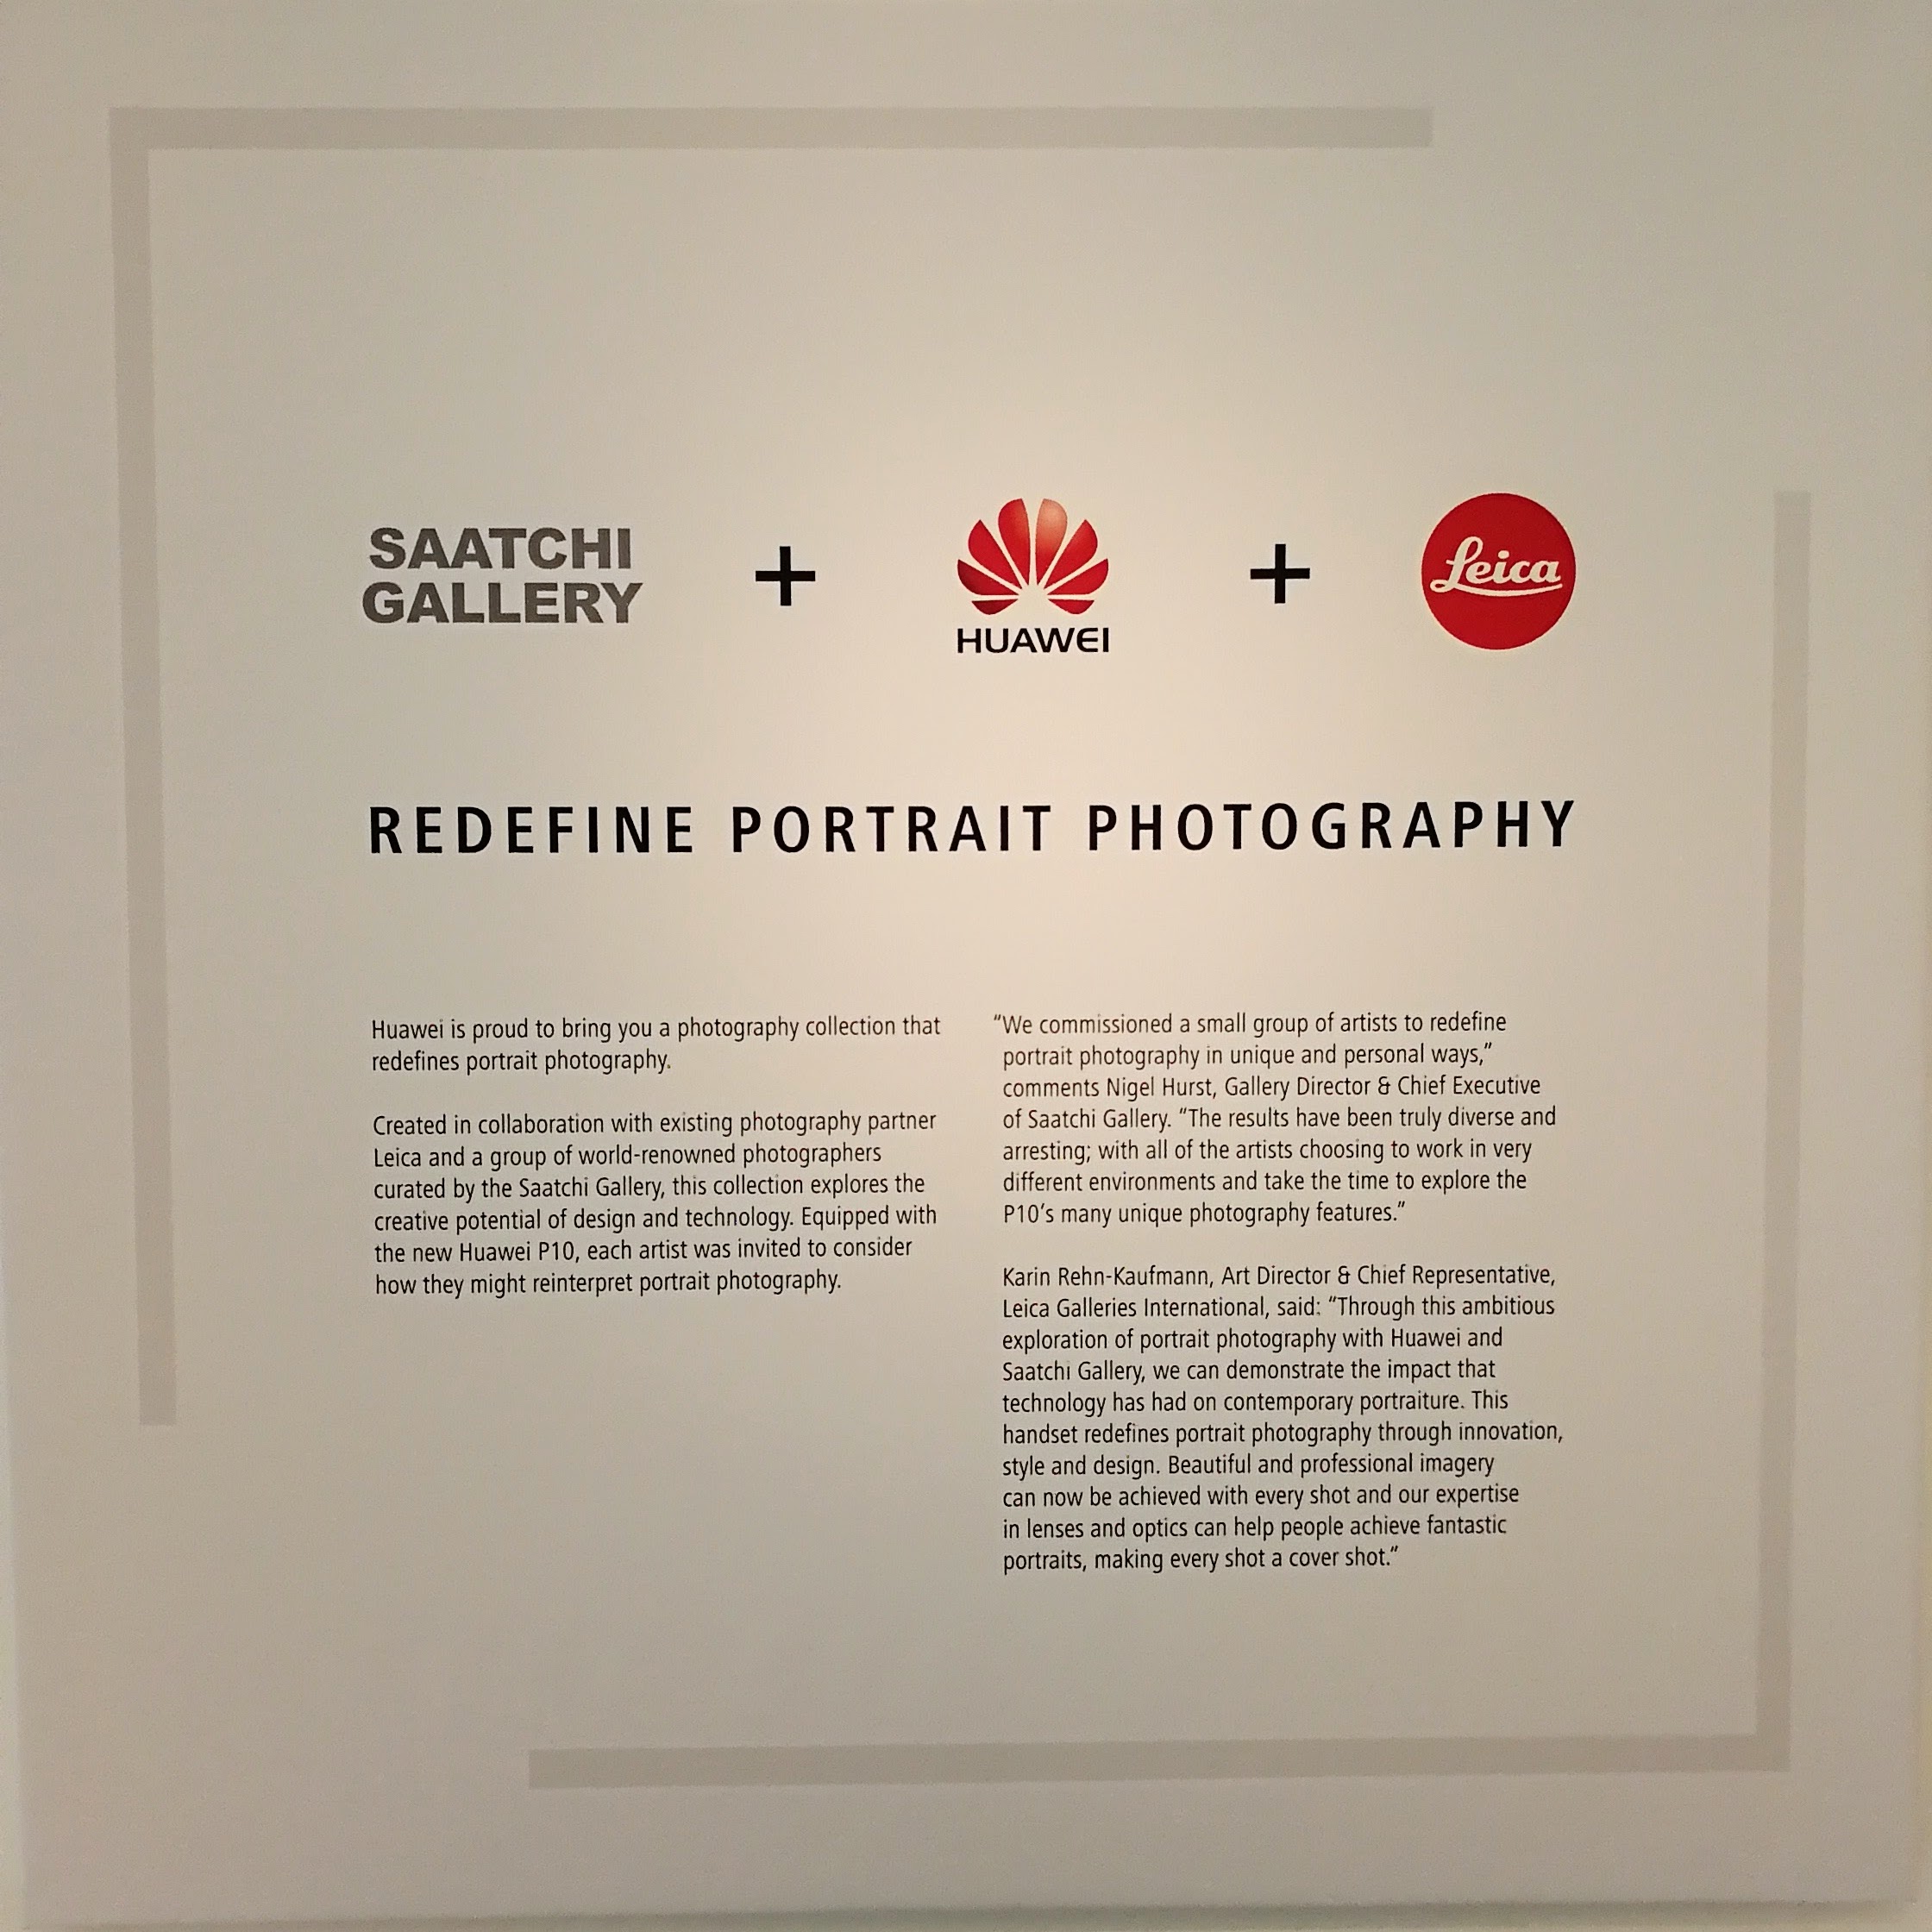 SAATCHI
GALLERY
+
HUAWEI
+
Leica
REDEFINE PORTRAIT PHOTOGRAPHY
Huawei is proud to bring you a photography collection that
redefines portrait photography.
Created in collaboration with existing photography partner
Leica and a group of world-renowned photographers
curated by the Saatchi Gallery, this collection explores the
creative potential of design and technology. Equipped with
the new Huawei P10, each artist was invited to consider
how they might reinterpret portrait photography.
“We commissioned a small group of artists to redefine
portrait photography in unique and personal ways,”
comments Nigel Hurst, Gallery Director & Chief Executive
of Saatchi Gallery. “The results have been truly diverse and
arresting; with all of the artists choosing to work in very
different environments and take the time to explore the
P10’s many unique photography features.”
Karin Rehn-Kaufmann, Art Director & Chief Representative,
Leica Galleries International, said: “Through this ambitious
exploration of portrait photography with Huawei and
Saatchi Gallery, we can demonstrate the impact that
technology has had on contemporary portraiture. This
handset redefines portrait photography through innovation,
style and design. Beautiful and professional imagery
can now be achieved with every shot and our expertise
in lenses and optics can help people achieve fantastic
portraits, making every shot a cover shot.”